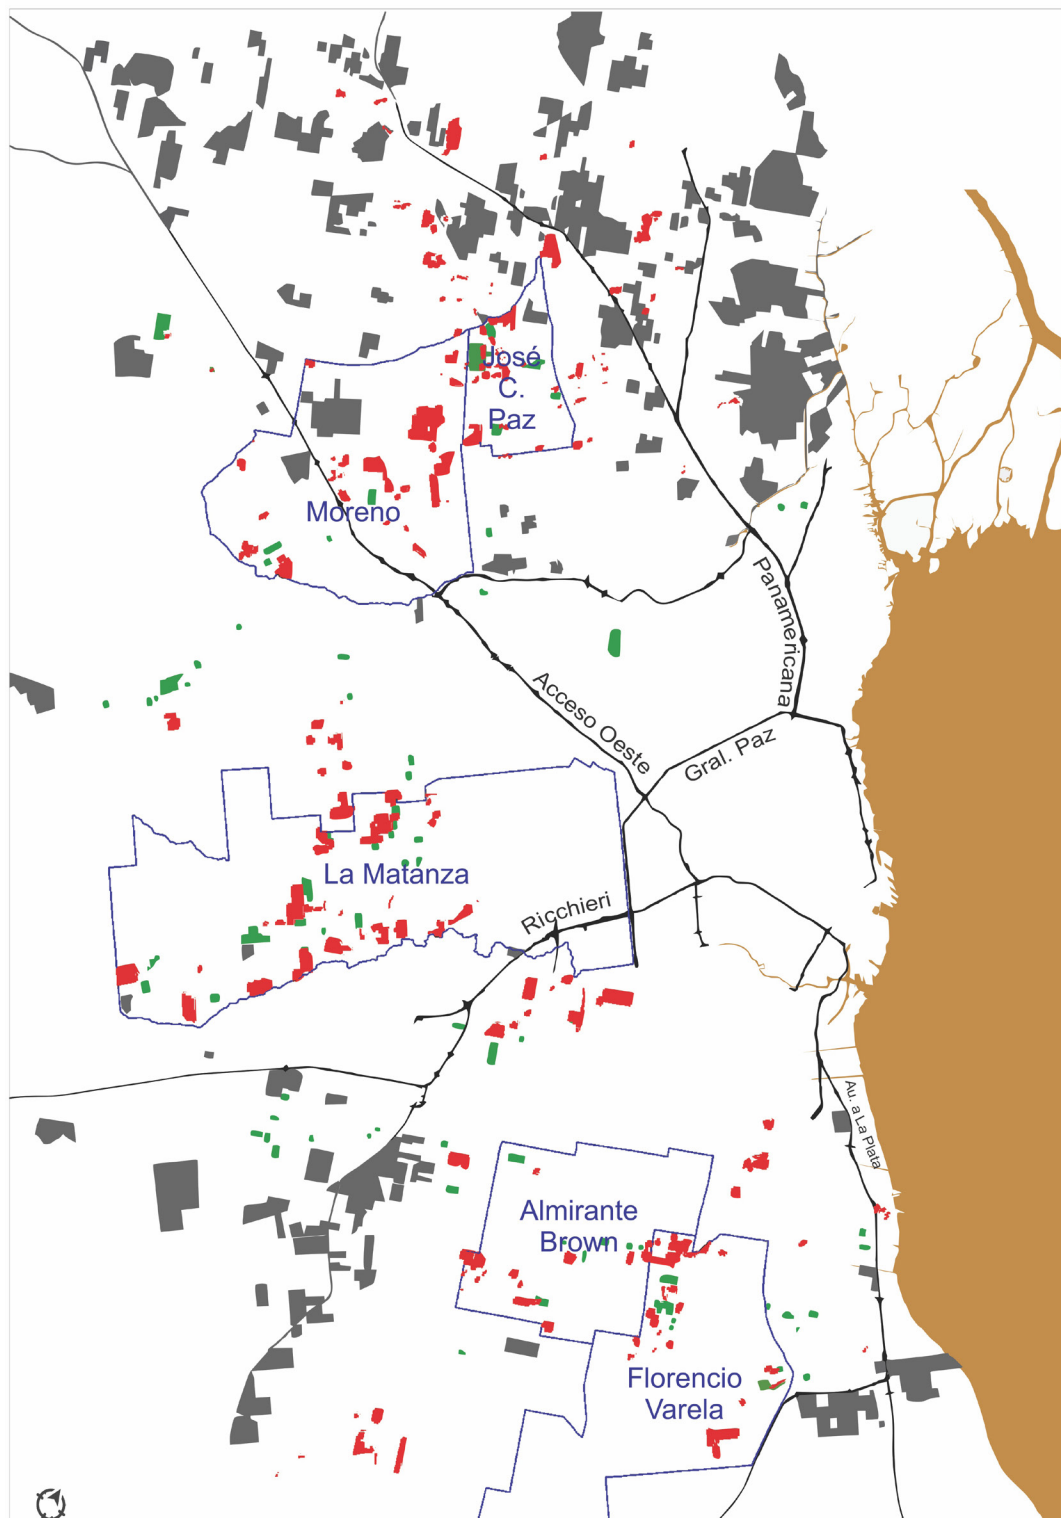 José
C.
Paz
Moreno
Panamericana
Acceso Oeste
Gral. Paz
La Matanza
Ricchieri
Au. a La Plata
Almirante
Brown
Florencio
Varela